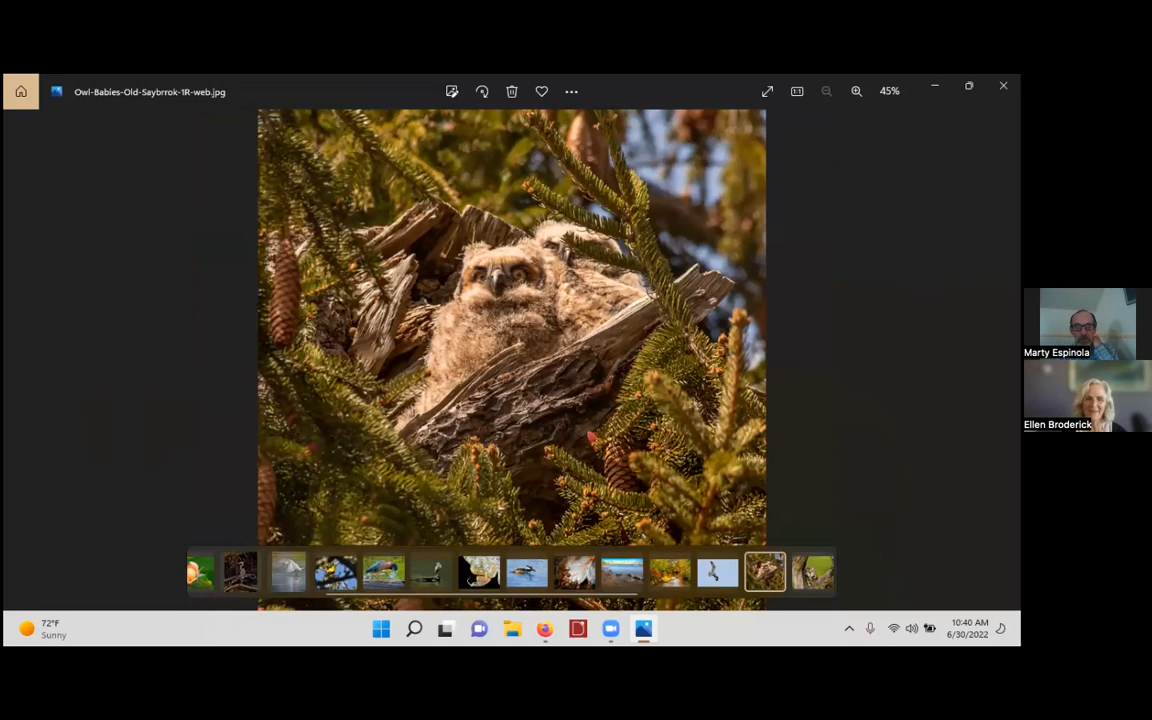 Owl-Babies-Old-Saybrrok-1R-web.jpg
45%
Marty Espinola
Ellen Broderick
72°F
Sunny
10:40 AM
6/30/2022